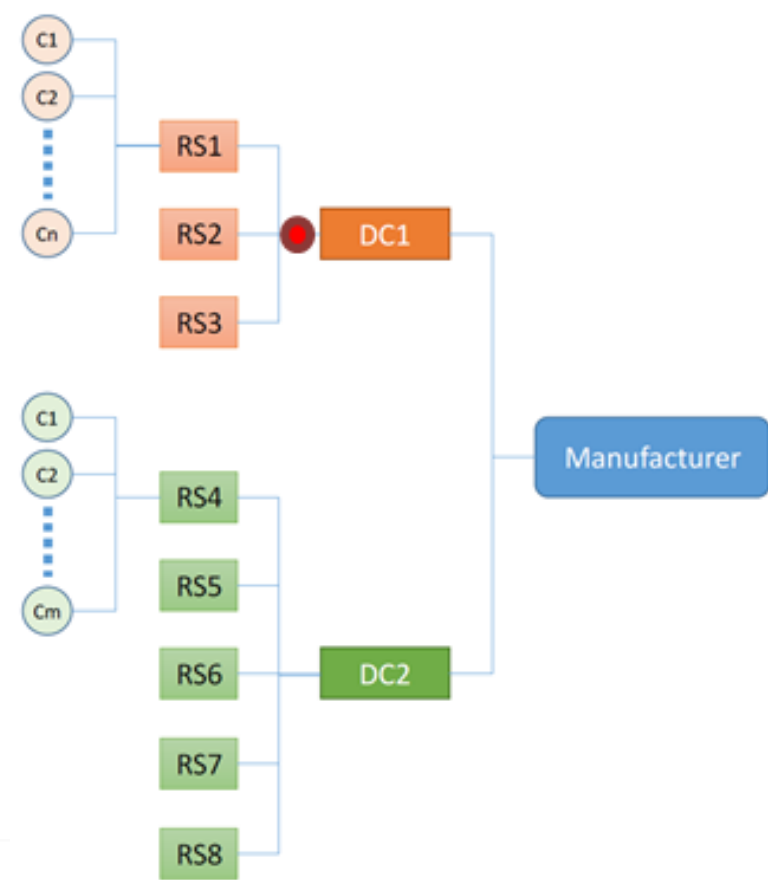 C1
C2
Cn
RS1
RS2
RS3
DC1
Manufacturer
C1
C2
Cm
RS4
RS5
RS6
RS7
RS8
DC2